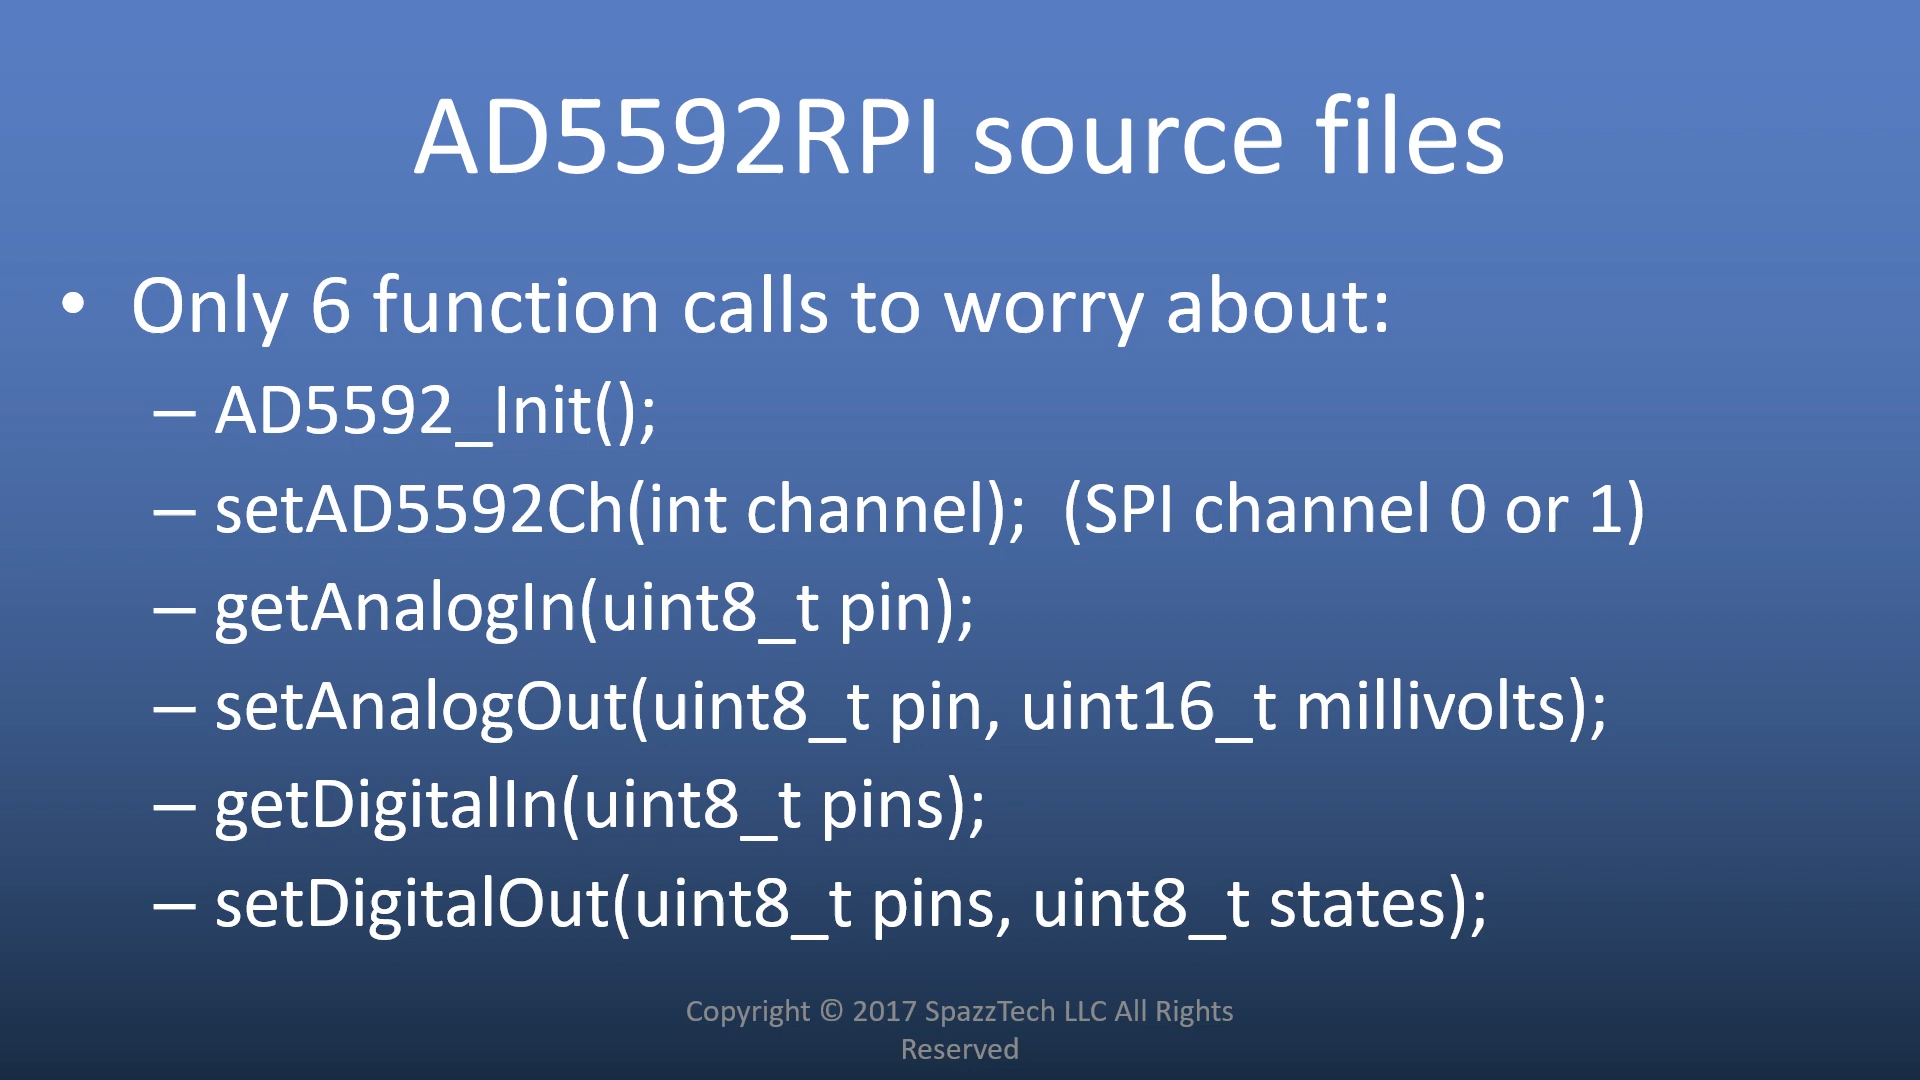 AD5592RPI source files
• Only 6 function calls to worry about:
– AD5592_Init();
– setAD5592Ch(int channel);  (SPI channel 0 or 1)
– getAnalogIn(uint8_t pin);
– setAnalogOut(uint8_t pin, uint16_t millivolts);
– getDigitalIn(uint8_t pins);
– setDigitalOut(uint8_t pins, uint8_t states);
Copyright © 2017 SpazzTech LLC All Rights
Reserved